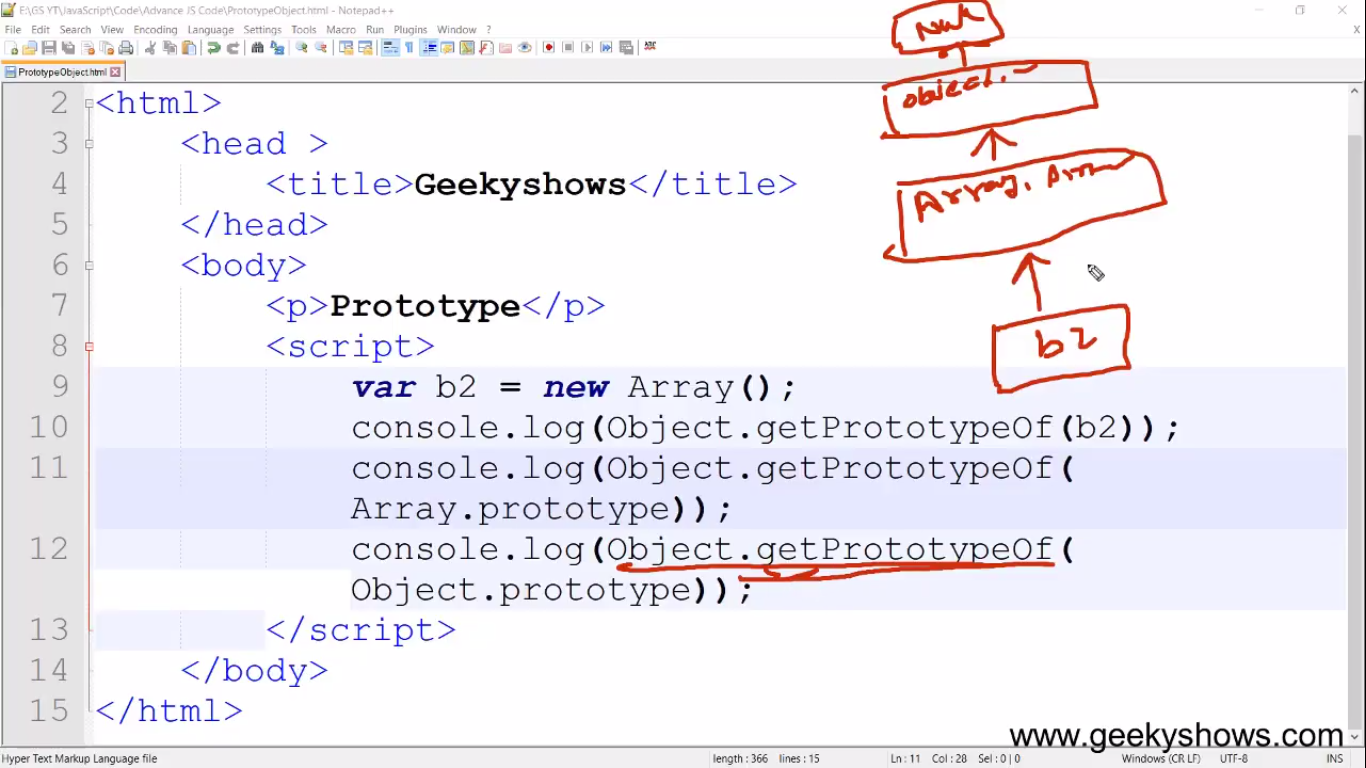 E:\GS YT\JavaScript\Code\Advance JS Code\PrototypeObject.html - Notepad++
File Edit Search View Encoding Language Settings Tools Macro Run Plugins Window ?
X
PrototypeObject.html
2 <html>
3 <head >
4 <title>Geekyshows</title>
5 </head>
6 <body>
7 <p>Prototype</p>
8 <script>
9 var b2 = new Array();
10 console.log(Object.getPrototypeOf(b2));
11 console.log(Object.getPrototypeOf(
Array.prototype));
12 console.log(Object.getPrototypeOf(
Object.prototype));
13 </script>
14 </body>
15 </html>
Null
object.
Array.
b2
www.geekyshows.com
Hyper Text Markup Language file length : 366 lines : 15 Ln : 11 Col : 28 Sel : 0 | 0 Windows (CR LF) UTF-8 INS